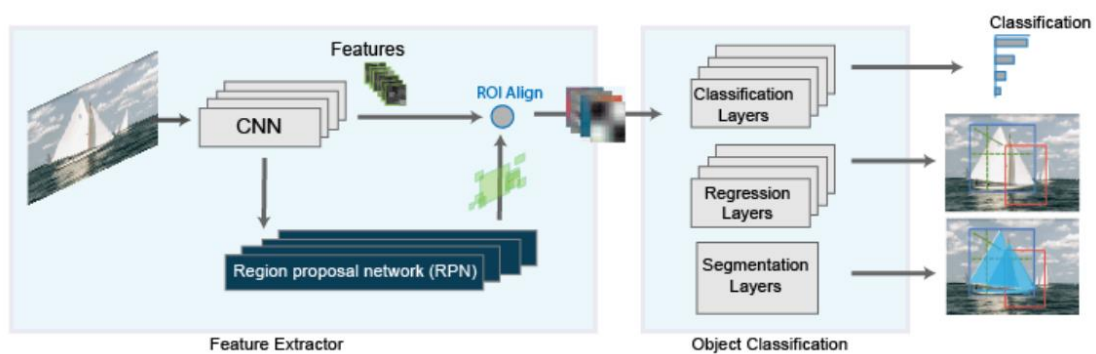 Features
CNN
ROI Align
Region proposal network (RPN)
Feature Extractor
Classification
Layers
Regression
Layers
Segmentation
Layers
Object Classification
Classification